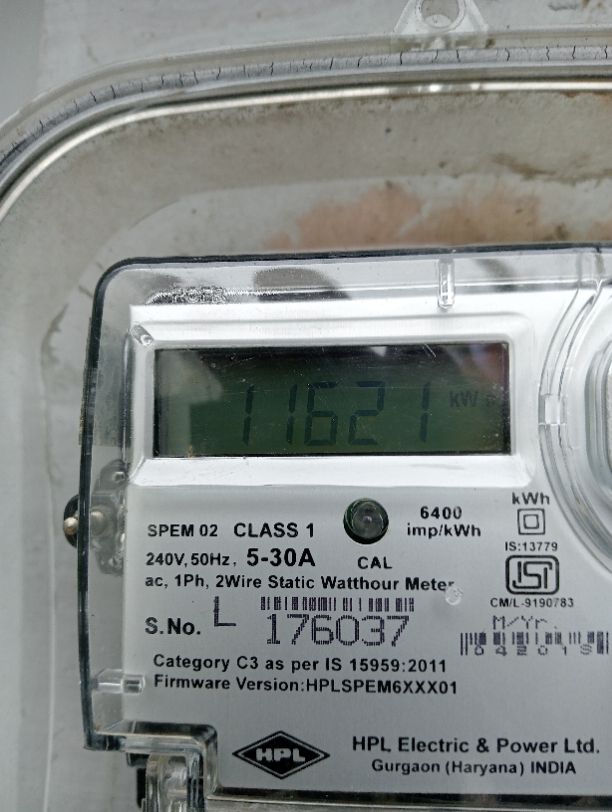 11621 kW h
6400
imp/kWh
kWh
SPEM 02 CLASS 1
240V, 50Hz, 5-30A
CAL
IS:13779
ac, 1Ph, 2Wire Static Watthour Meter
ISI
CM/L-9190783
S.No. L 176037
M/Yr.
Category C3 as per IS 15959:2011
Firmware Version:HPLSPEM6XXX01
HPL
HPL Electric & Power Ltd.
Gurgaon (Haryana) INDIA